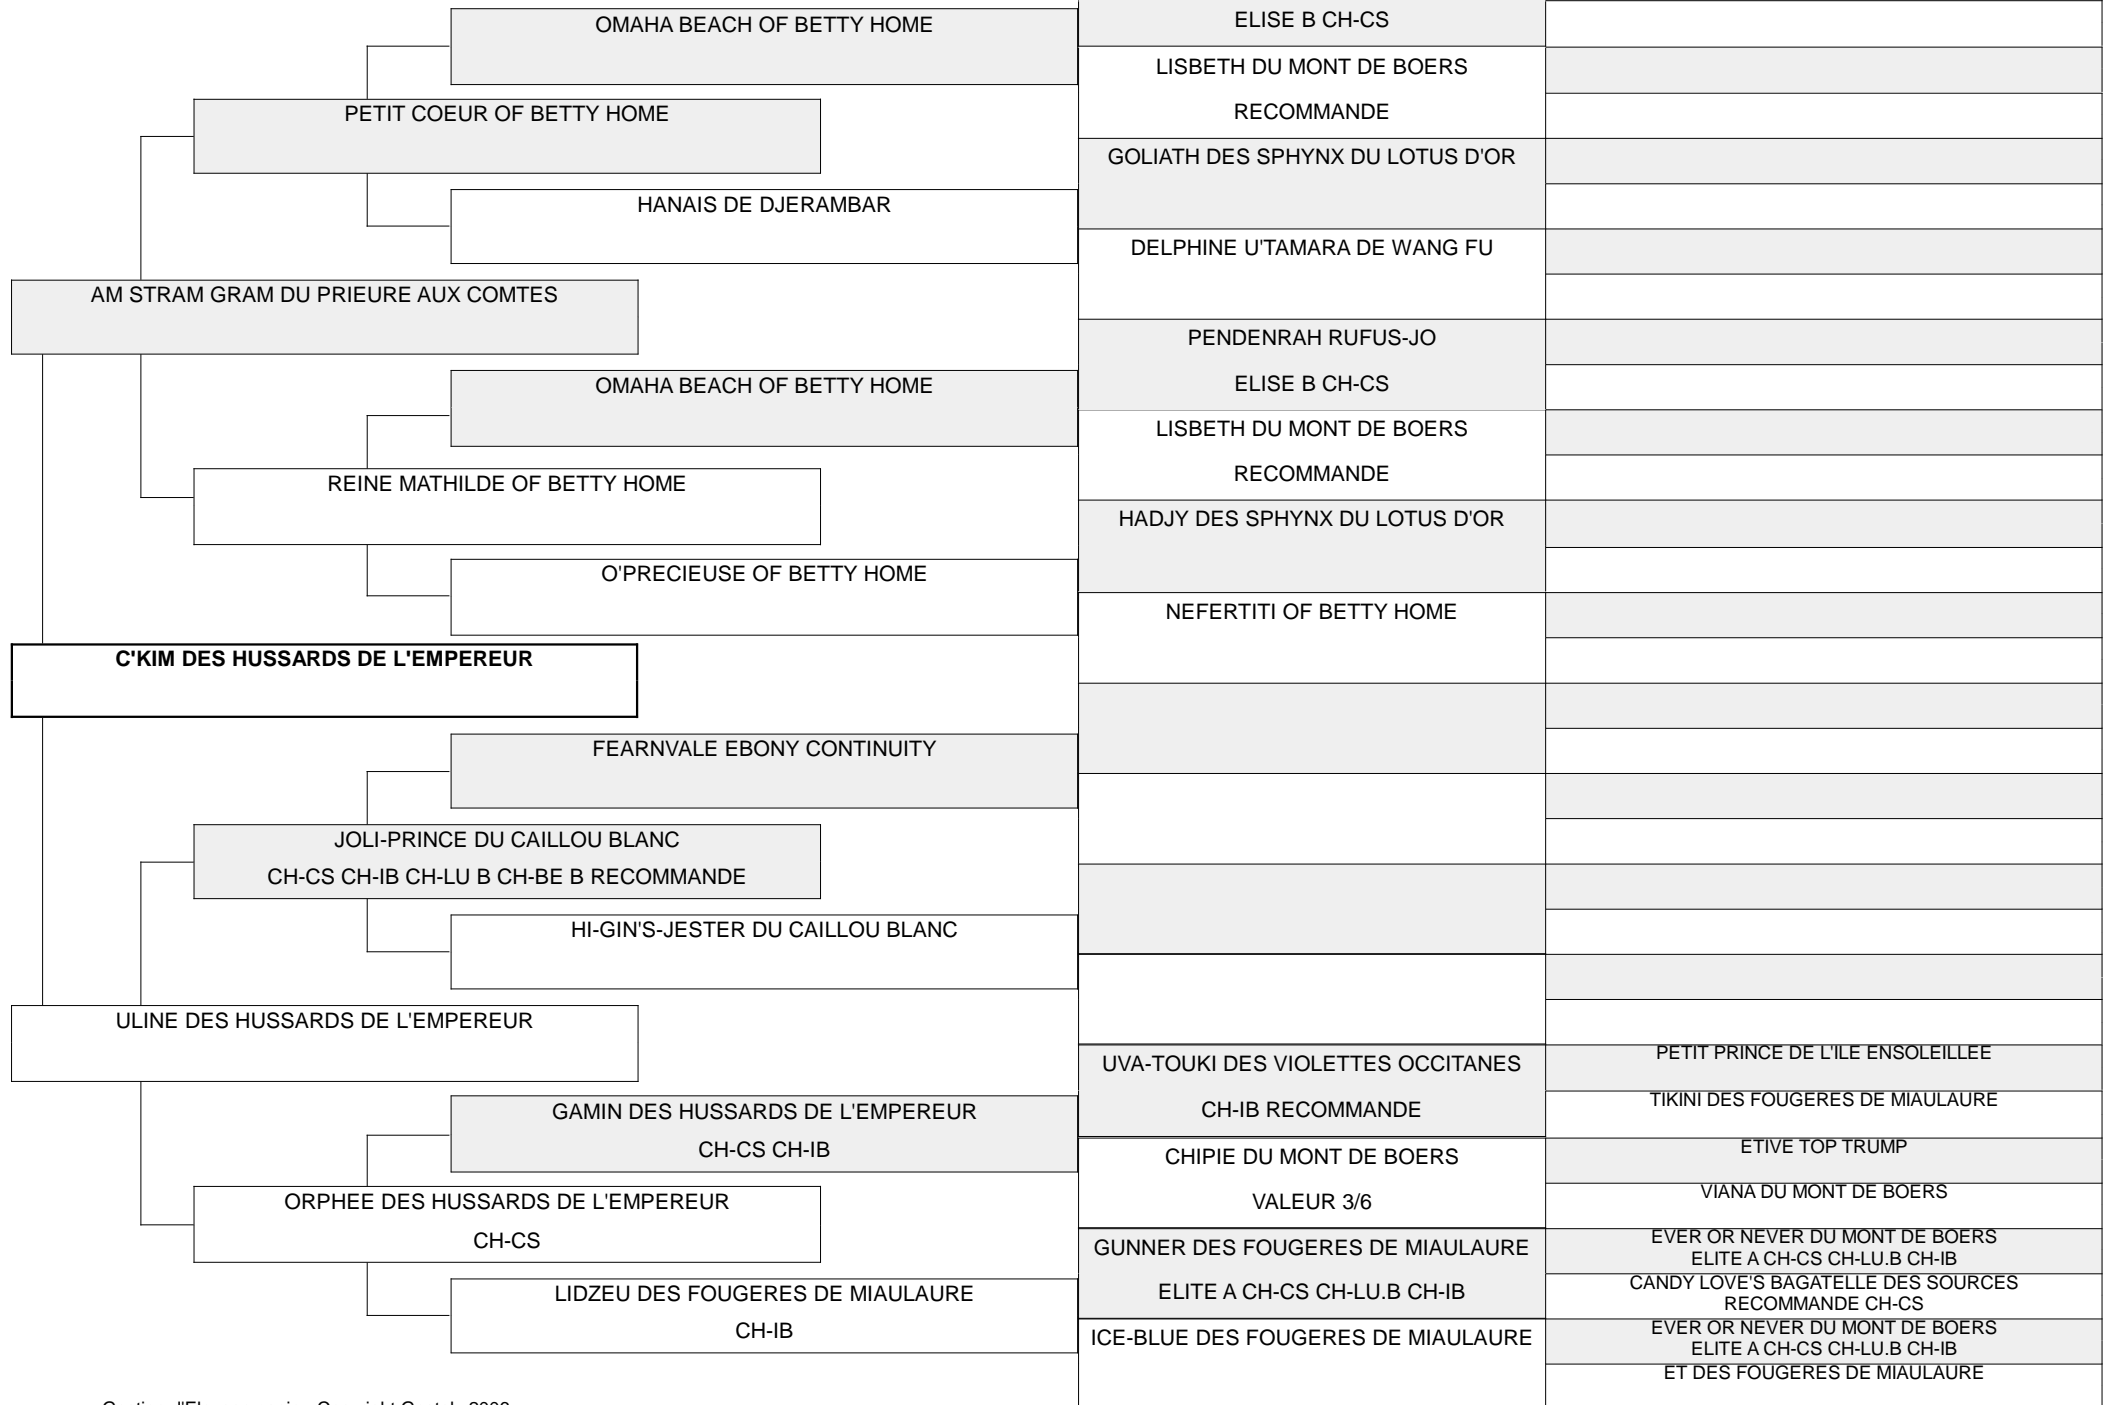 OMAHA BEACH OF BETTY HOME
ELISE B CH-CS
LISBETH DU MONT DE BOERS
RECOMMANDE
PETIT COEUR OF BETTY HOME
GOLIATH DES SPHYNX DU LOTUS D'OR
HANAIS DE DJERAMBAR
DELPHINE U'TAMARA DE WANG FU
AM STRAM GRAM DU PRIEURE AUX COMTES
PENDENRAH RUFUS-JO
ELISE B CH-CS
OMAHA BEACH OF BETTY HOME
LISBETH DU MONT DE BOERS
RECOMMANDE
REINE MATHILDE OF BETTY HOME
HADJY DES SPHYNX DU LOTUS D'OR
O'PRECIEUSE OF BETTY HOME
NEFERTITI OF BETTY HOME
C'KIM DES HUSSARDS DE L'EMPEREUR
FEARNVALE EBONY CONTINUITY
JOLI-PRINCE DU CAILLOU BLANC
CH-CS CH-IB CH-LU B CH-BE B RECOMMANDE
HI-GIN'S-JESTER DU CAILLOU BLANC
ULINE DES HUSSARDS DE L'EMPEREUR
UVA-TOUKI DES VIOLETTES OCCITANES
CH-IB RECOMMANDE
PETIT PRINCE DE L'ILE ENSOLEILLEE
TIKINI DES FOUGERES DE MIAULAURE
GAMIN DES HUSSARDS DE L'EMPEREUR
CH-CS CH-IB
CHIPIE DU MONT DE BOERS
VALEUR 3/6
ETIVE TOP TRUMP
VIANA DU MONT DE BOERS
ORPHEE DES HUSSARDS DE L'EMPEREUR
CH-CS
GUNNER DES FOUGERES DE MIAULAURE
ELITE A CH-CS CH-LU.B CH-IB
EVER OR NEVER DU MONT DE BOERS
ELITE A CH-CS CH-LU.B CH-IB
CANDY LOVE'S BAGATELLE DES SOURCES
RECOMMANDE CH-CS
LIDZEU DES FOUGERES DE MIAULAURE
CH-IB
ICE-BLUE DES FOUGERES DE MIAULAURE
EVER OR NEVER DU MONT DE BOERS
ELITE A CH-CS CH-LU.B CH-IB
ET DES FOUGERES DE MIAULAURE